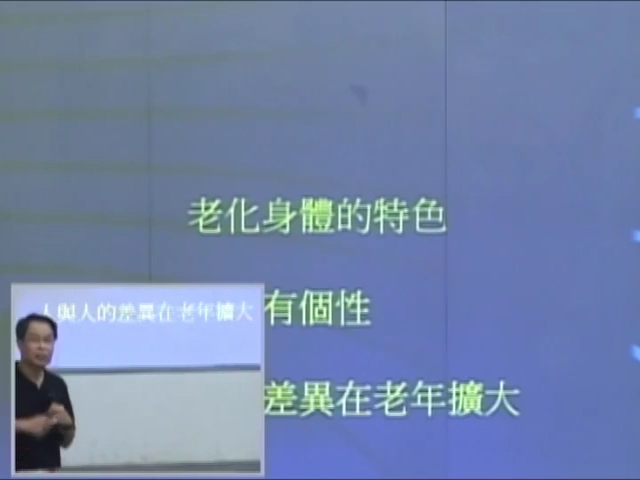 老化身體的特色
有個性
差異在老年擴大
人與人的差異在老年擴大